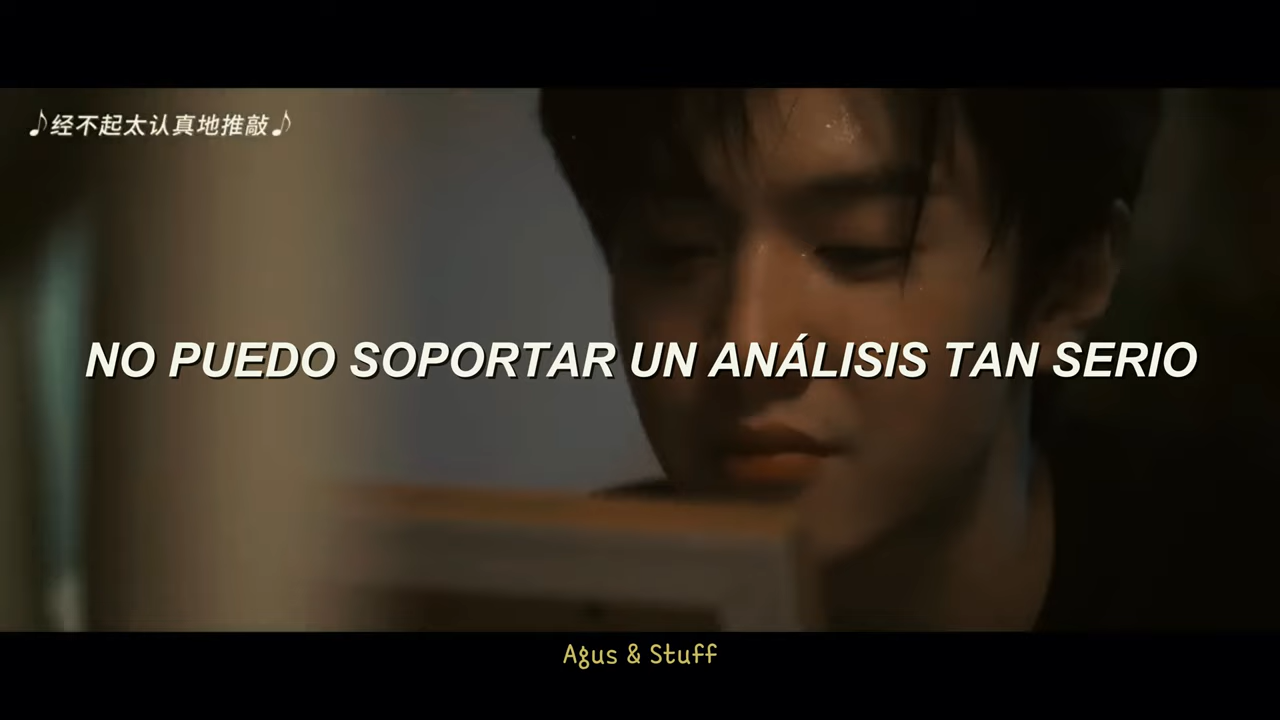 ♪经不起太认真地推敲♪
NO PUEDO SOPORTAR UN ANÁLISIS TAN SERIO
Agus & Stuff